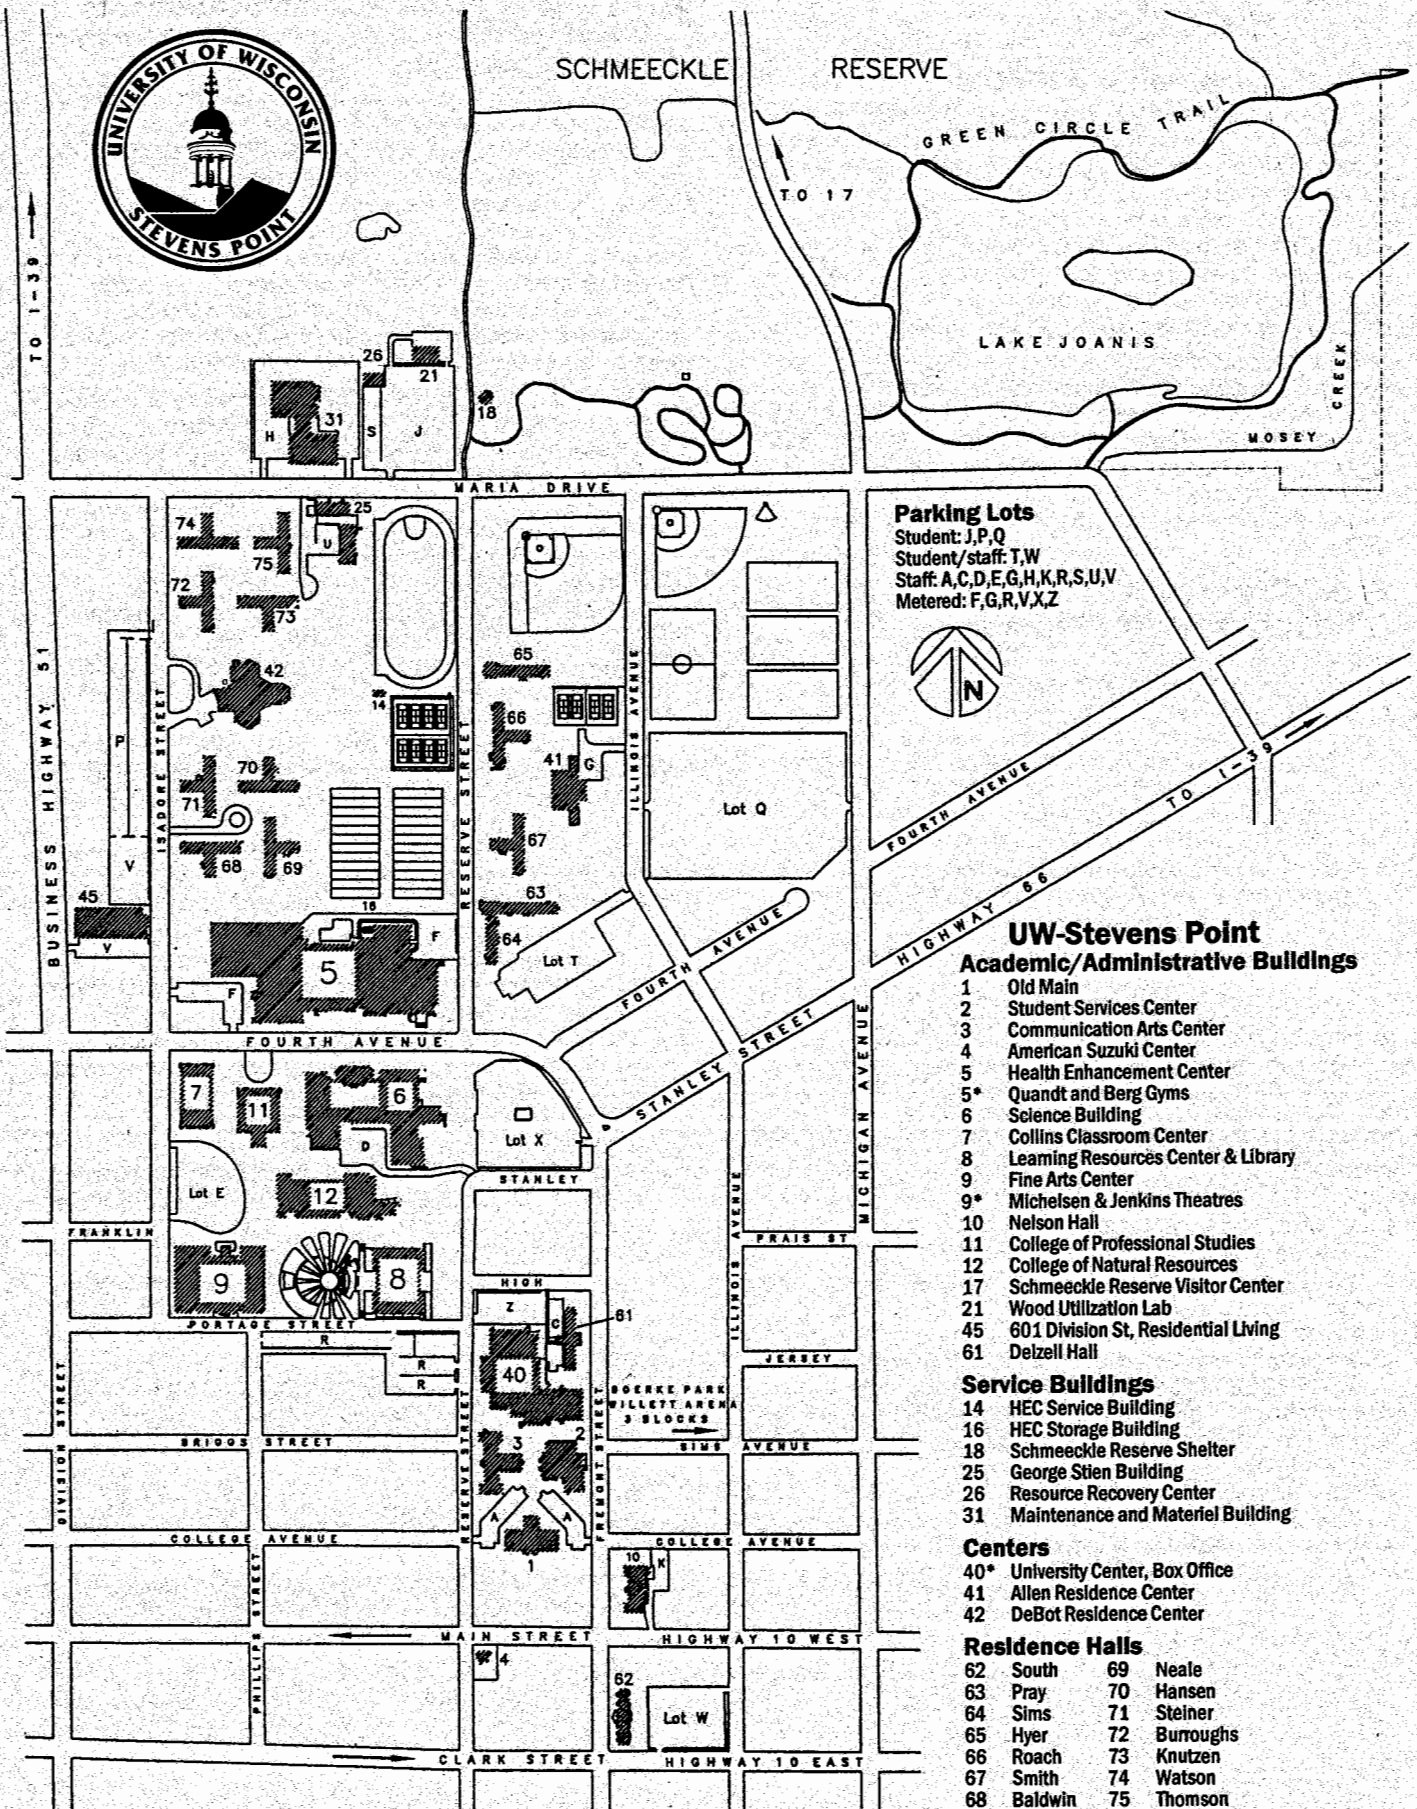 UNIVERSITY OF WISCONSIN
STEVENS POINT
SCHMEECKLE RESERVE
GREEN CIRCLE TRAIL
TO 17
TO I-39
LAKE JOANIS
CREEK
MOSEY
26
21
18
31
H
S
J
MARIA DRIVE
74
25
U
75
72
73
Parking Lots
Student: J,P,Q
Student/staff: T,W
Staff: A,C,D,E,G,H,K,R,S,U,V
Metered: F,G,R,V,X,Z
N
BUSINESS HIGHWAY 51
ISADORE STREET
RESERVE STREET
ILLINOIS AVENUE
65
42
14
66
P
41
G
70
71
Lot Q
FOURTH AVENUE
TO I-39
67
68
69
V
45
V
16
63
64
F
Lot T
5
F
FOURTH AVENUE
HIGHWAY 66
FOURTH AVENUE
STANLEY STREET
MICHIGAN AVENUE
7
11
6
D
Lot X
4
Lot E
12
STANLEY
FRANKLIN
ILLINOIS AVENUE
PRAIS ST
9
8
HIGH
Z
C
61
PORTAGE STREET
R
R
R
40
JERSEY
GOERKE PARK
WILLETT ARENA
3 BLOCKS
DIVISION STREET
BRIGGS STREET
RESERVE STREET
FREMONT STREET
SIMS AVENUE
3
2
A
A
1
COLLEGE AVENUE
COLLEGE AVENUE
10
K
PHILLIPS STREET
MAIN STREET
HIGHWAY 10 WEST
4
62
Lot W
CLARK STREET
HIGHWAY 10 EAST
UW-Stevens Point
Academic/Administrative Buildings
1 Old Main
2 Student Services Center
3 Communication Arts Center
4 American Suzuki Center
5 Health Enhancement Center
5* Quandt and Berg Gyms
6 Science Building
7 Collins Classroom Center
8 Learning Resources Center & Library
9 Fine Arts Center
9* Michelsen & Jenkins Theatres
10 Nelson Hall
11 College of Professional Studies
12 College of Natural Resources
17 Schmeeckle Reserve Visitor Center
21 Wood Utilization Lab
45 601 Division St, Residential Living
61 Delzell Hall
Service Buildings
14 HEC Service Building
16 HEC Storage Building
18 Schmeeckle Reserve Shelter
25 George Stien Building
26 Resource Recovery Center
31 Maintenance and Materiel Building
Centers
40* University Center, Box Office
41 Allen Residence Center
42 DeBot Residence Center
Residence Halls
62 South 69 Neale
63 Pray 70 Hansen
64 Sims 71 Steiner
65 Hyer 72 Burroughs
66 Roach 73 Knutzen
67 Smith 74 Watson
68 Baldwin 75 Thomson